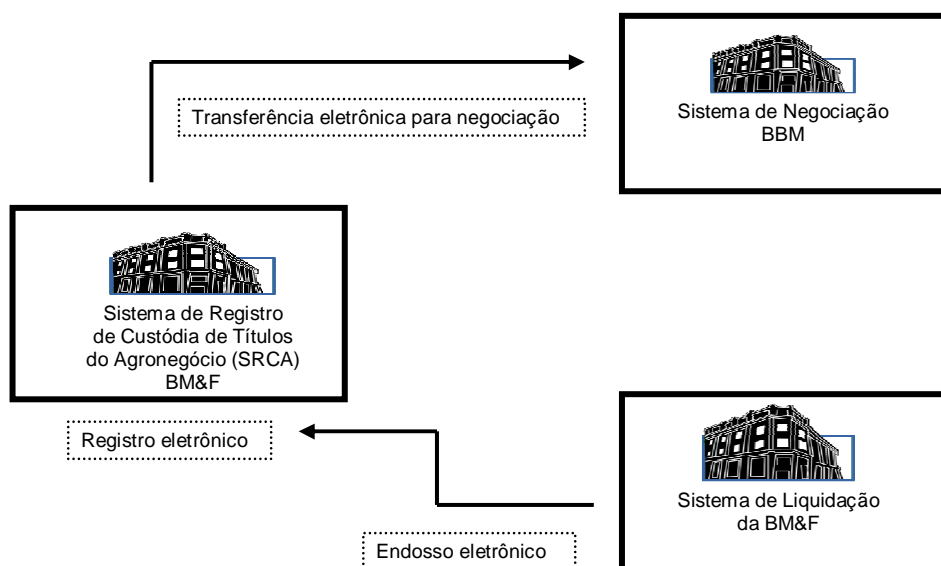 Transferência eletrônica para negociação
Sistema de Negociação
BBM
Sistema de Registro
de Custódia de Títulos
do Agronegócio (SRCA)
BM&F
Registro eletrônico
Endosso eletrônico
Sistema de Liquidação
da BM&F